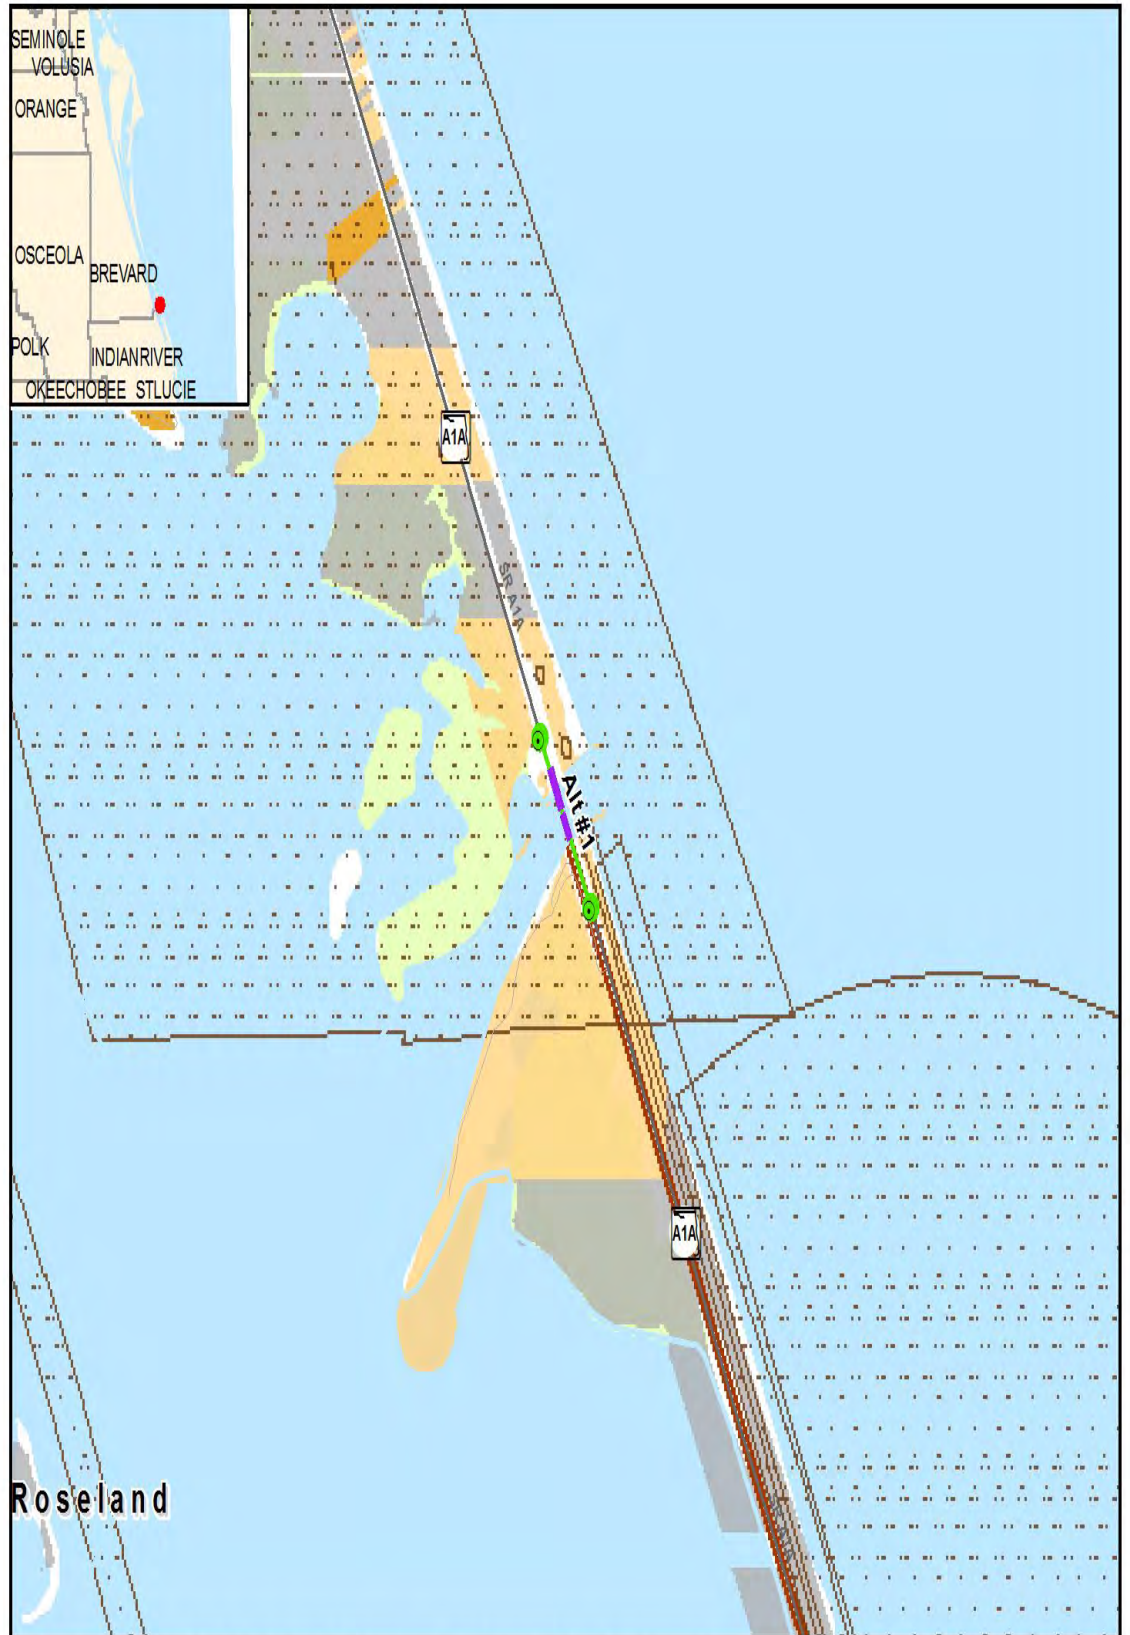 SEMINOLE
VOLUSIA
ORANGE
OSCEOLA
BREVARD
POLK
INDIANRIVER
OKEECHOBEE STLUCIE
A1A
SR A1A
Alt #1
A1A
Roseland